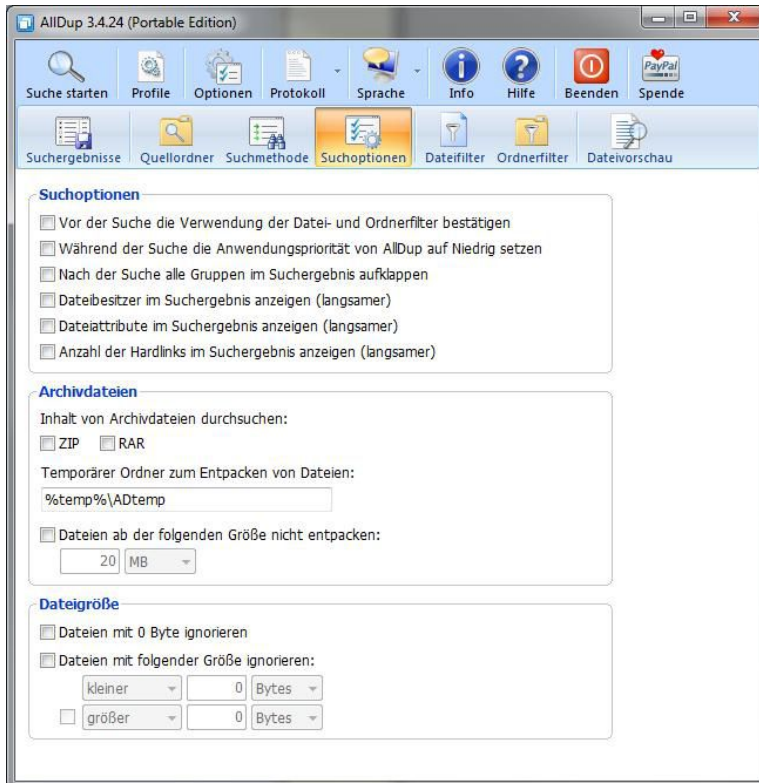 AllDup 3.4.24 (Portable Edition)
Suche starten Profile Optionen Protokoll Sprache Info Hilfe Beenden PayPal Spende
Suchergebnisse Quellordner Suchmethode Suchoptionen Dateifilter Ordnerfilter Dateivorschau
Suchoptionen
Vor der Suche die Verwendung der Datei- und Ordnerfilter bestätigen
Während der Suche die Anwendungspriorität von AllDup auf Niedrig setzen
Nach der Suche alle Gruppen im Suchergebnis aufklappen
Dateibesitzer im Suchergebnis anzeigen (langsamer)
Dateiattribute im Suchergebnis anzeigen (langsamer)
Anzahl der Hardlinks im Suchergebnis anzeigen (langsamer)
Archivdateien
Inhalt von Archivdateien durchsuchen:
ZIP RAR
Temporärer Ordner zum Entpacken von Dateien:
%temp%\ADtemp
Dateien ab der folgenden Größe nicht entpacken:
20 MB
Dateigröße
Dateien mit 0 Byte ignorieren
Dateien mit folgender Größe ignorieren:
kleiner 0 Bytes
größer 0 Bytes